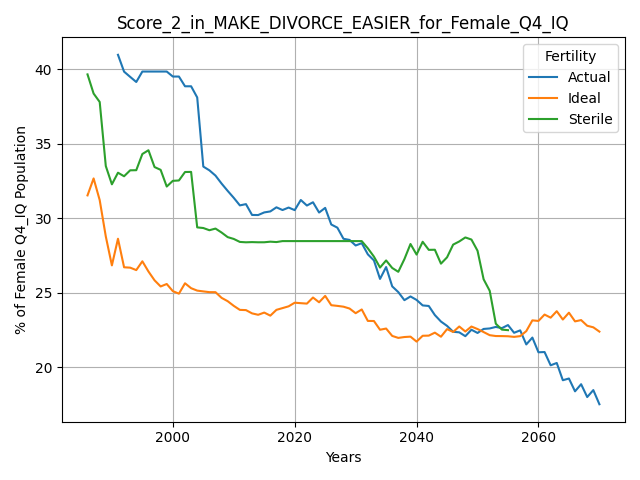 Score_2_in_MAKE_DIVORCE_EASIER_for_Female_Q4_IQ
Fertility
Actual
Ideal
Sterile
% of Female Q4_IQ Population
40
35
30
25
20
2000
2020
2040
2060
Years